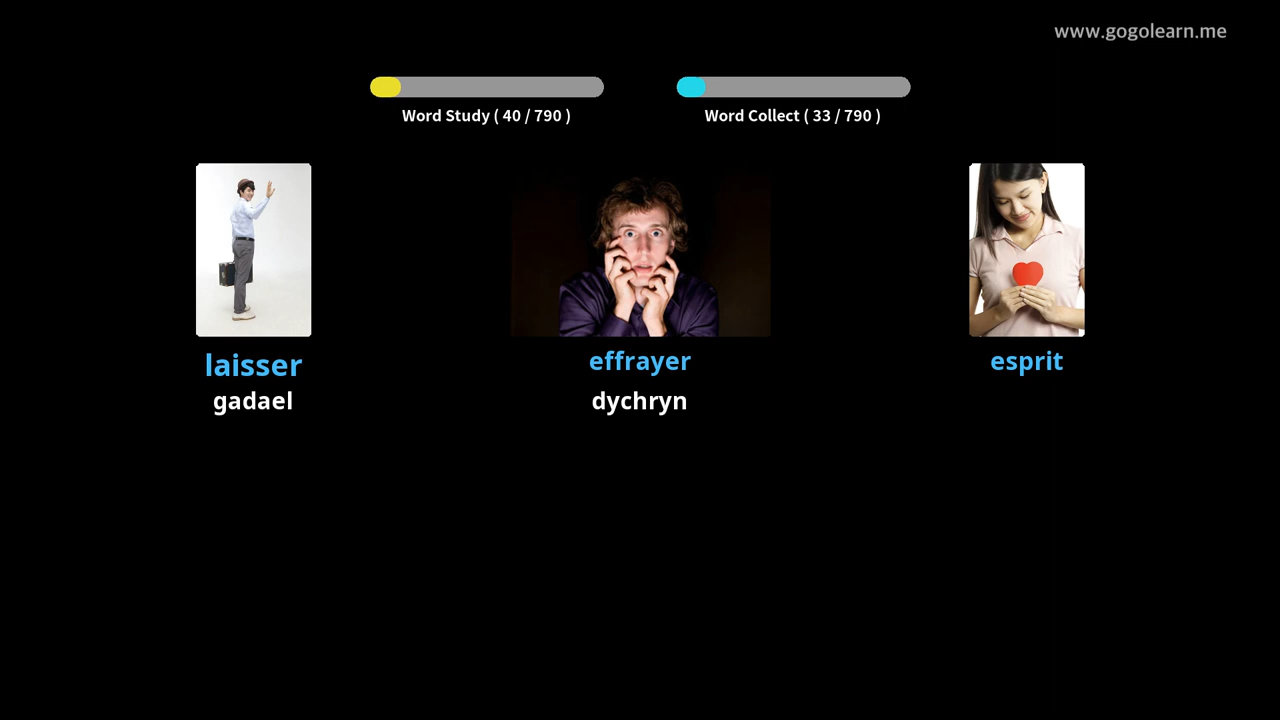 www.gogolearn.me
Word Study ( 40 / 790 )
Word Collect ( 33 / 790 )
laisser
effrayer
esprit
gadael
dychryn